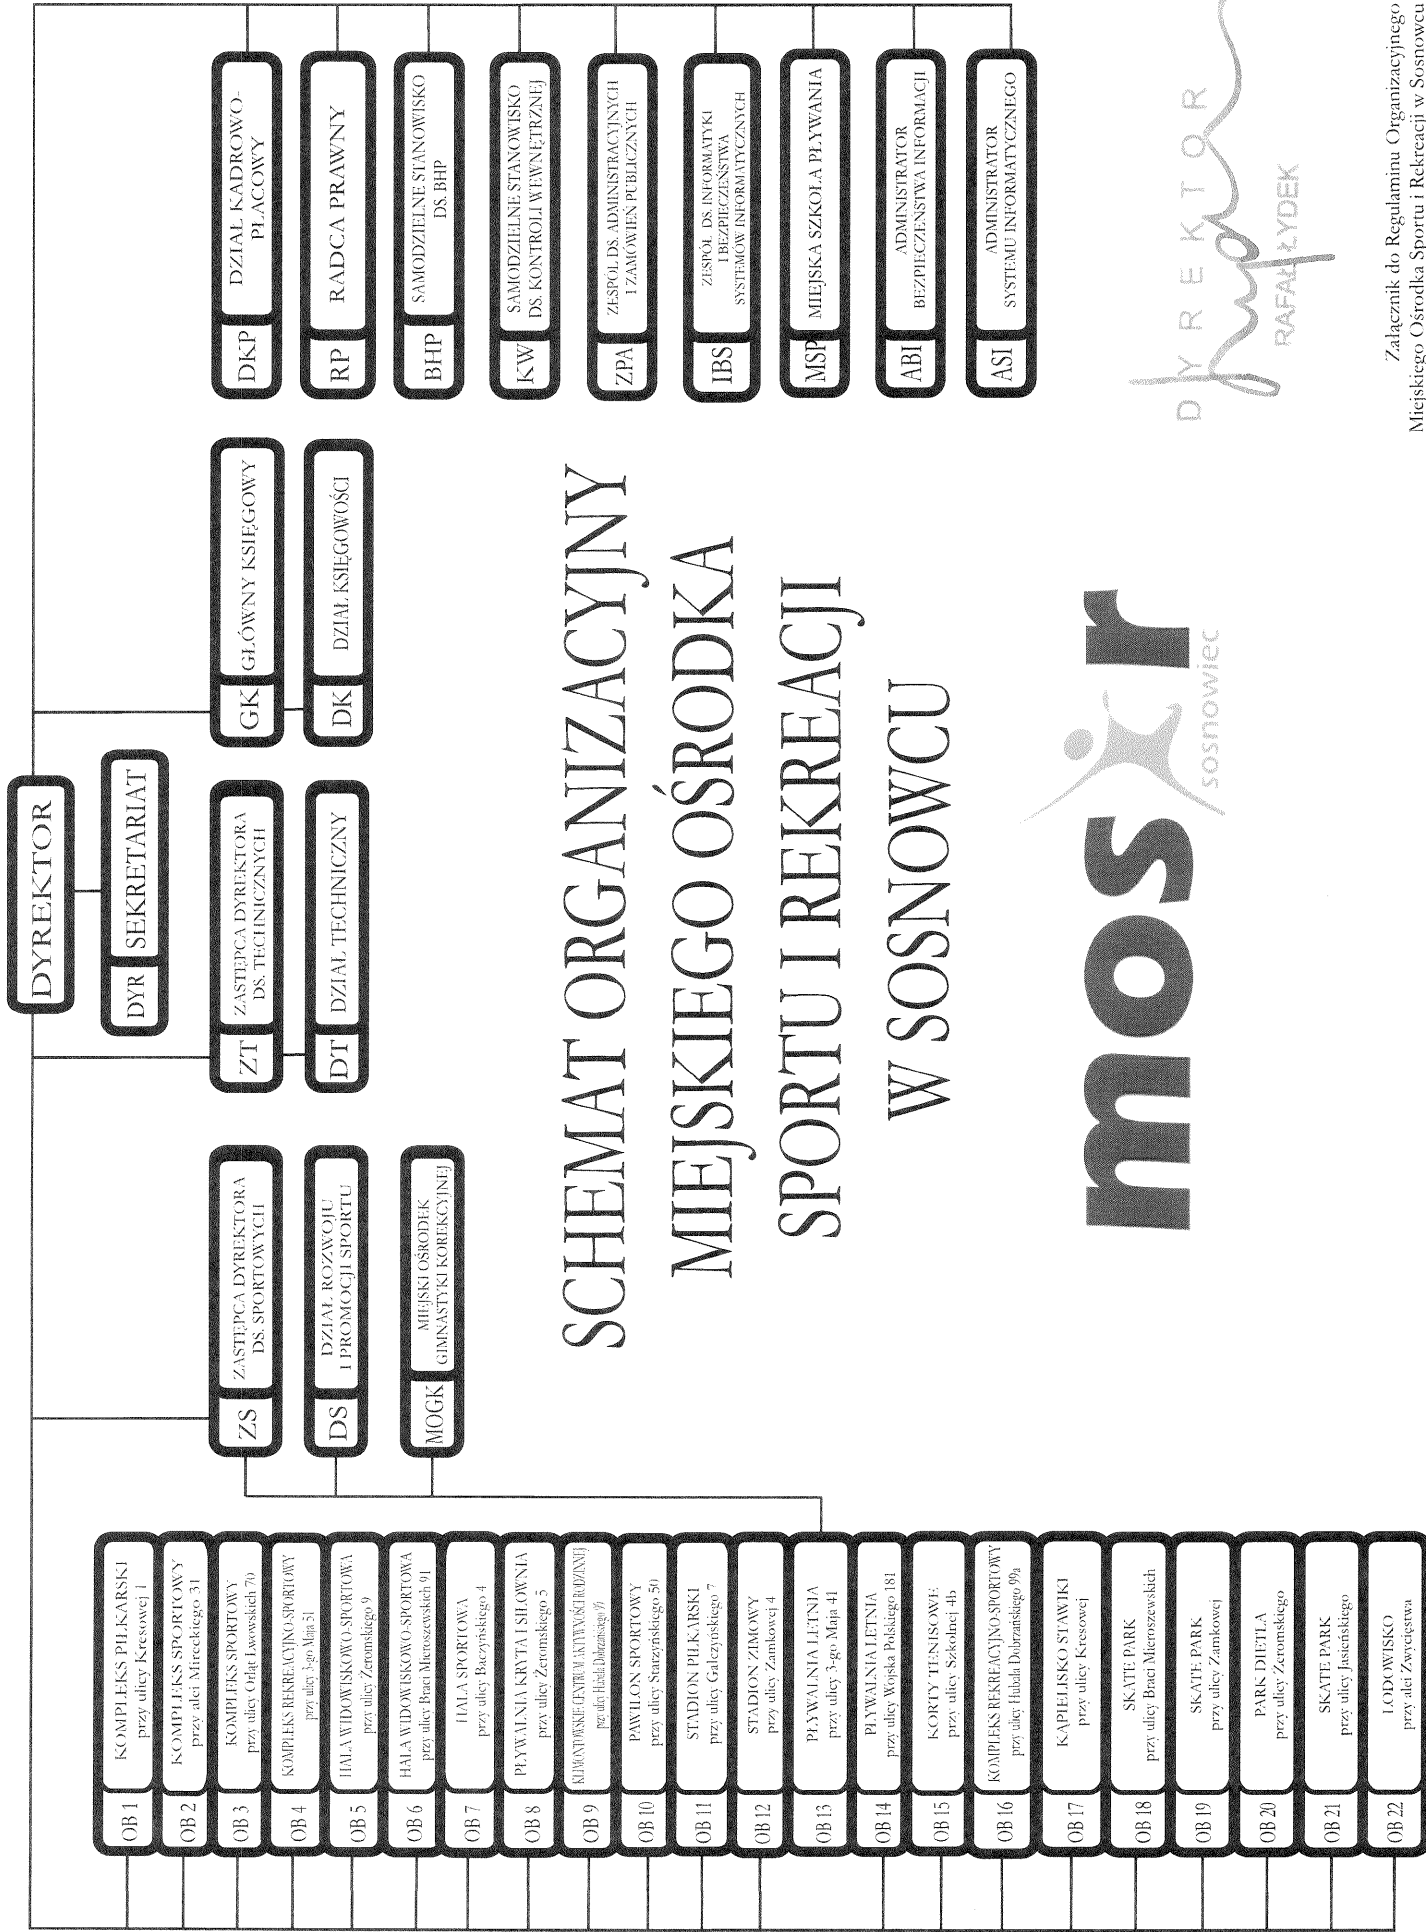 DYREKTOR
DYR
SEKRETARIAT
OB 1
KOMPLEKS PIŁKARSKI
przy ulicy Kresowej 1
OB 2
KOMPLEKS SPORTOWY
przy alei Mireckiego 31
OB 3
KOMPLEKS SPORTOWY
przy ulicy Orląt Lwowskich 70
OB 4
KOMPLEKS REKREACYJNO-SPORTOWY
przy ulicy 3-go Maja 51
OB 5
HALA WIDOWISKOWO-SPORTOWA
przy ulicy Żeromskiego 9
OB 6
HALA WIDOWISKOWO-SPORTOWA
przy ulicy Braci Mieroszewskich 91
OB 7
HALA SPORTOWA
przy ulicy Baczyńskiego 4
OB 8
PŁYWALNIA KRYTA I SIŁOWNIA
przy ulicy Żeromskiego 5
OB 9
KLIMONTOWSKIE CENTRUM AKTYWNOŚCI RODZINNEJ
przy ulicy Hubala Dobrzańskiego
OB 10
PAWILON SPORTOWY
przy ulicy Starzyńskiego 50
OB 11
STADION PIŁKARSKI
przy ulicy Gałczyńskiego 7
OB 12
STADION ZIMOWY
przy ulicy Zamkowej 4
OB 13
PŁYWALNIA LETNIA
przy ulicy 3-go Maja 41
OB 14
PŁYWALNIA LETNIA
przy ulicy Wojska Polskiego 181
OB 15
KORTY TENISOWE
przy ulicy Szkolnej 4b
OB 16
KOMPLEKS REKREACYJNO-SPORTOWY
przy ulicy Hubala Dobrzańskiego 99a
OB 17
KĄPIELISKO STAWIKI
przy ulicy Kresowej
OB 18
SKATE PARK
przy ulicy Braci Mieroszewskich
OB 19
SKATE PARK
przy ulicy Zamkowej
OB 20
PARK DIETLA
przy ulicy Żeromskiego
OB 21
SKATE PARK
przy ulicy Jasieńskiego
OB 22
LODOWISKO
przy alei Zwycięstwa
ZS
ZASTĘPCA DYREKTORA
DS. SPORTOWYCH
DS
DZIAŁ ROZWOJU
I PROMOCJI SPORTU
MOGK
MIEJSKI OŚRODEK
GIMNASTYKI KOREKCYJNEJ
ZT
ZASTĘPCA DYREKTORA
DS. TECHNICZNYCH
DT
DZIAŁ TECHNICZNY
GK
GŁÓWNY KSIĘGOWY
DK
DZIAŁ KSIĘGOWOŚCI
DKP
DZIAŁ KADROWO-
PŁACOWY
RP
RADCA PRAWNY
BHP
SAMODZIELNE STANOWISKO
DS. BHP
KW
SAMODZIELNE STANOWISKO
DS. KONTROLI WEWNĘTRZNEJ
ZPA
ZESPÓŁ DS. ADMINISTRACYJNYCH
I ZAMÓWIEŃ PUBLICZNYCH
IBS
ZESPÓŁ DS. INFORMATYKI
I BEZPIECZEŃSTWA
SYSTEMÓW INFORMATYCZNYCH
MSP
MIEJSKA SZKOŁA PŁYWANIA
ABI
ADMINISTRATOR
BEZPIECZEŃSTWA INFORMACJI
ASI
ADMINISTRATOR
SYSTEMU INFORMATYCZNEGO
SCHEMAT ORGANIZACYJNY
MIEJSKIEGO OŚRODKA
SPORTU I REKREACJI
W SOSNOWCU
mosir
sosnowiec
DYREKTOR
RAFAŁ ŁYDEK
Załącznik do Regulaminu Organizacyjnego
Miejskiego Ośrodka Sportu i Rekreacji w Sosnowcu